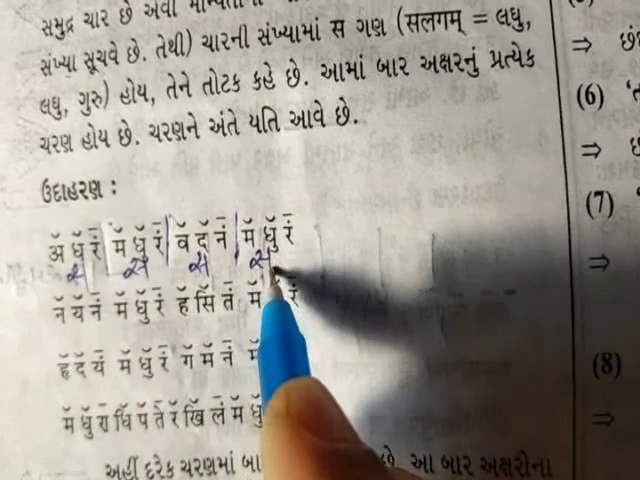 સમુદ્ર ચાર છે એવી
સંખ્યા સૂચવે છે. તેથી) ચારની સંખ્યામાં સ ગણ (સલગમ્ = લઘુ,
લઘુ, ગુરુ) હોય, તેને તોટક કહે છે. આમાં બાર અક્ષરનું પ્રત્યેક
ચરણ હોય છે. ચરણને અંતે યતિ આવે છે.
ઉદાહરણ :
અધરં મધુરં વદનં મધુરં
સ સ સ સ
નયનં મધુરં હસિતં મ રં
હૃદયં મધુરં ગમનં મ
મધુરાધિપતેરખિલં મધુ
અહીં દરેક ચરણમાં બા છે. આ બાર અક્ષરોના
⇒ છં
(6) 'ત
⇒ છ
(7)
⇒
(8)
⇒